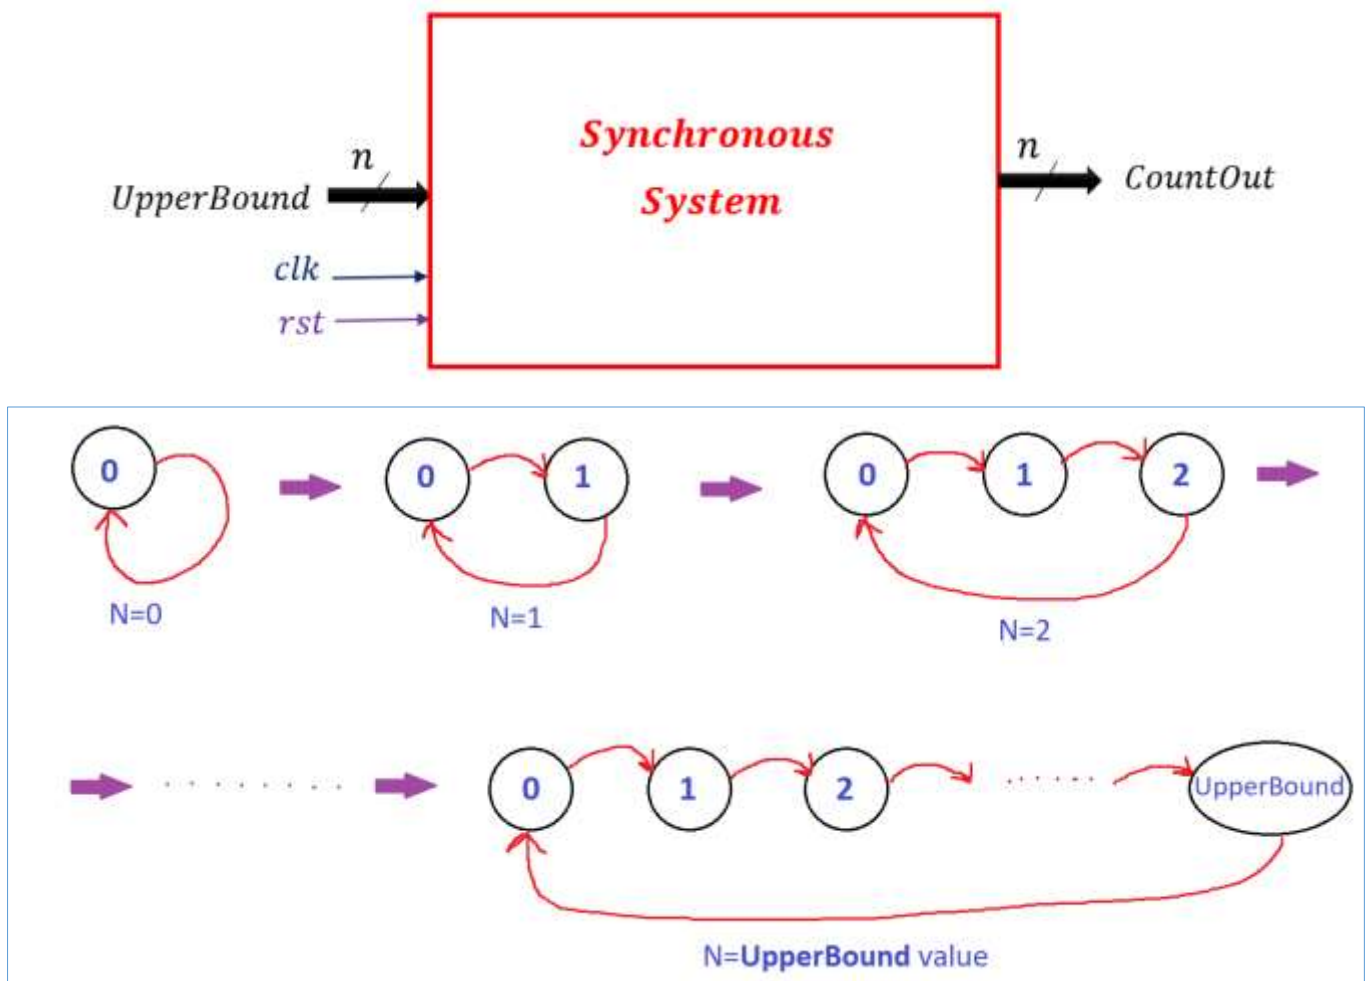 Synchronous
System
n
UpperBound
clk
rst
n
CountOut
0
N=0
0 1
N=1
0 1 2
N=2
0 1 2 ...... UpperBound
N=UpperBound value